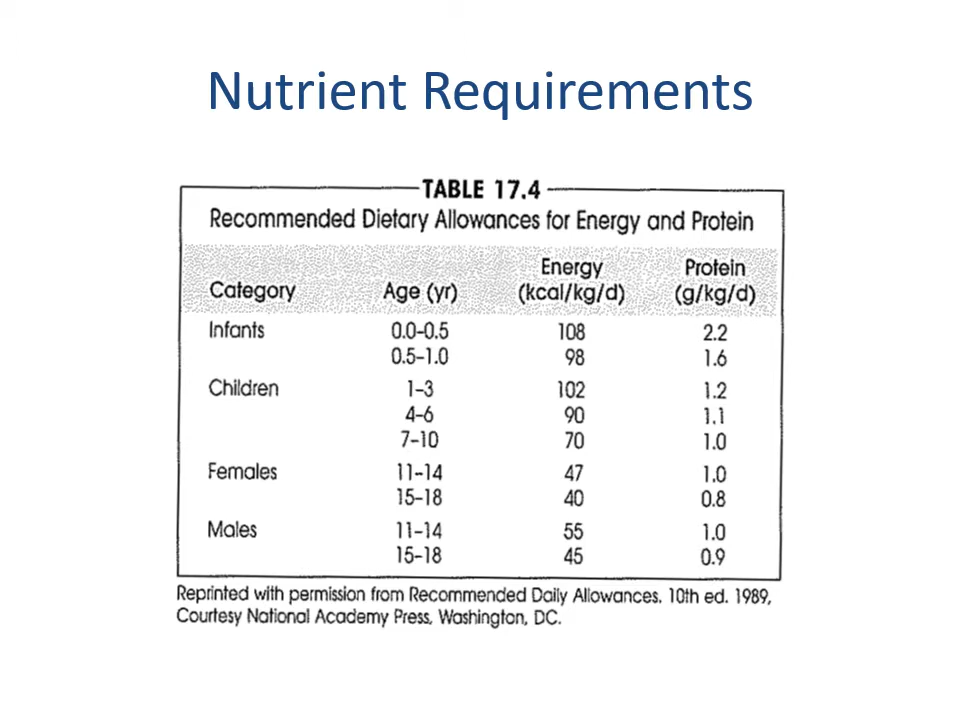 Nutrient Requirements
TABLE 17.4
Recommended Dietary Allowances for Energy and Protein
Category Age (yr) Energy (kcal/kg/d) Protein (g/kg/d)
Infants 0.0–0.5 108 2.2
0.5–1.0 98 1.6
Children 1–3 102 1.2
4–6 90 1.1
7–10 70 1.0
Females 11–14 47 1.0
15–18 40 0.8
Males 11–14 55 1.0
15–18 45 0.9
Reprinted with permission from Recommended Daily Allowances, 10th ed. 1989,
Courtesy National Academy Press, Washington, DC.